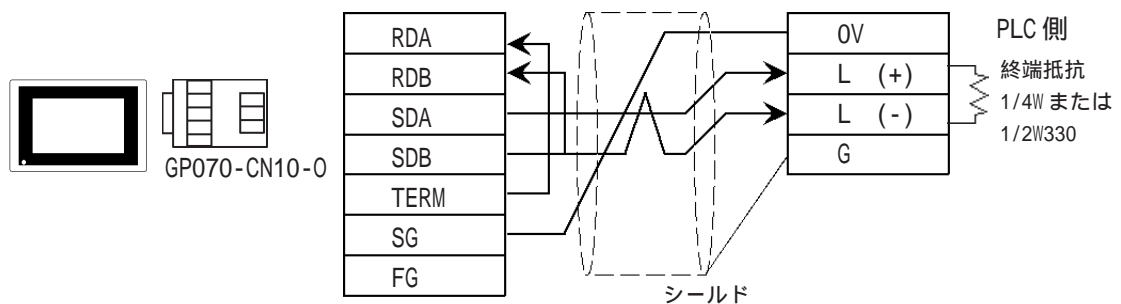 GP070-CN10-O
RDA
RDB
SDA
SDB
TERM
SG
FG
シールド
0V
L (+)
L (-)
G
PLC 側
終端抵抗
1/4W または
1/2W330